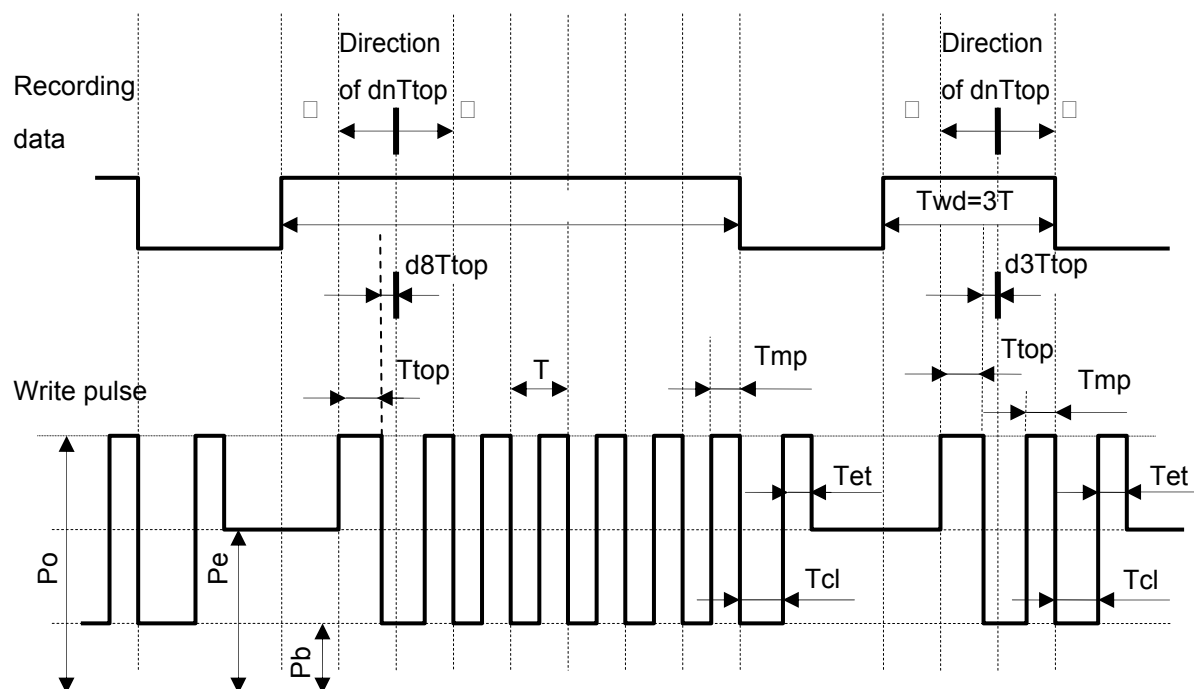 Direction
of dnTtop
Direction
of dnTtop
Recording
data
Twd=3T
d8Ttop
d3Ttop
Ttop
T
Tmp
Ttop
Tmp
Write pulse
Tet
Tet
Po
Pe
Tcl
Tcl
Pb